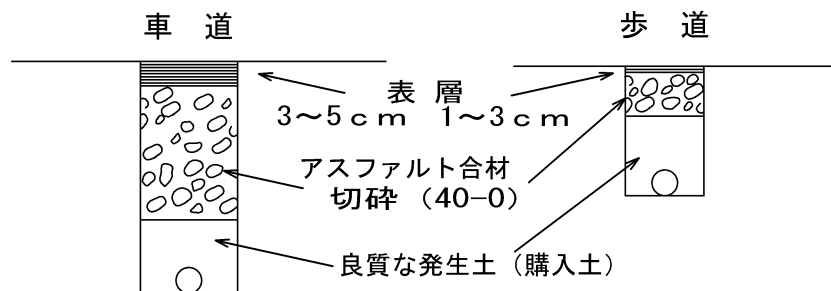 車 道
歩 道
表 層
3～5ｃｍ 1～3ｃｍ
アスファルト合材
切砕（40-0）
良質な発生土（購入土）